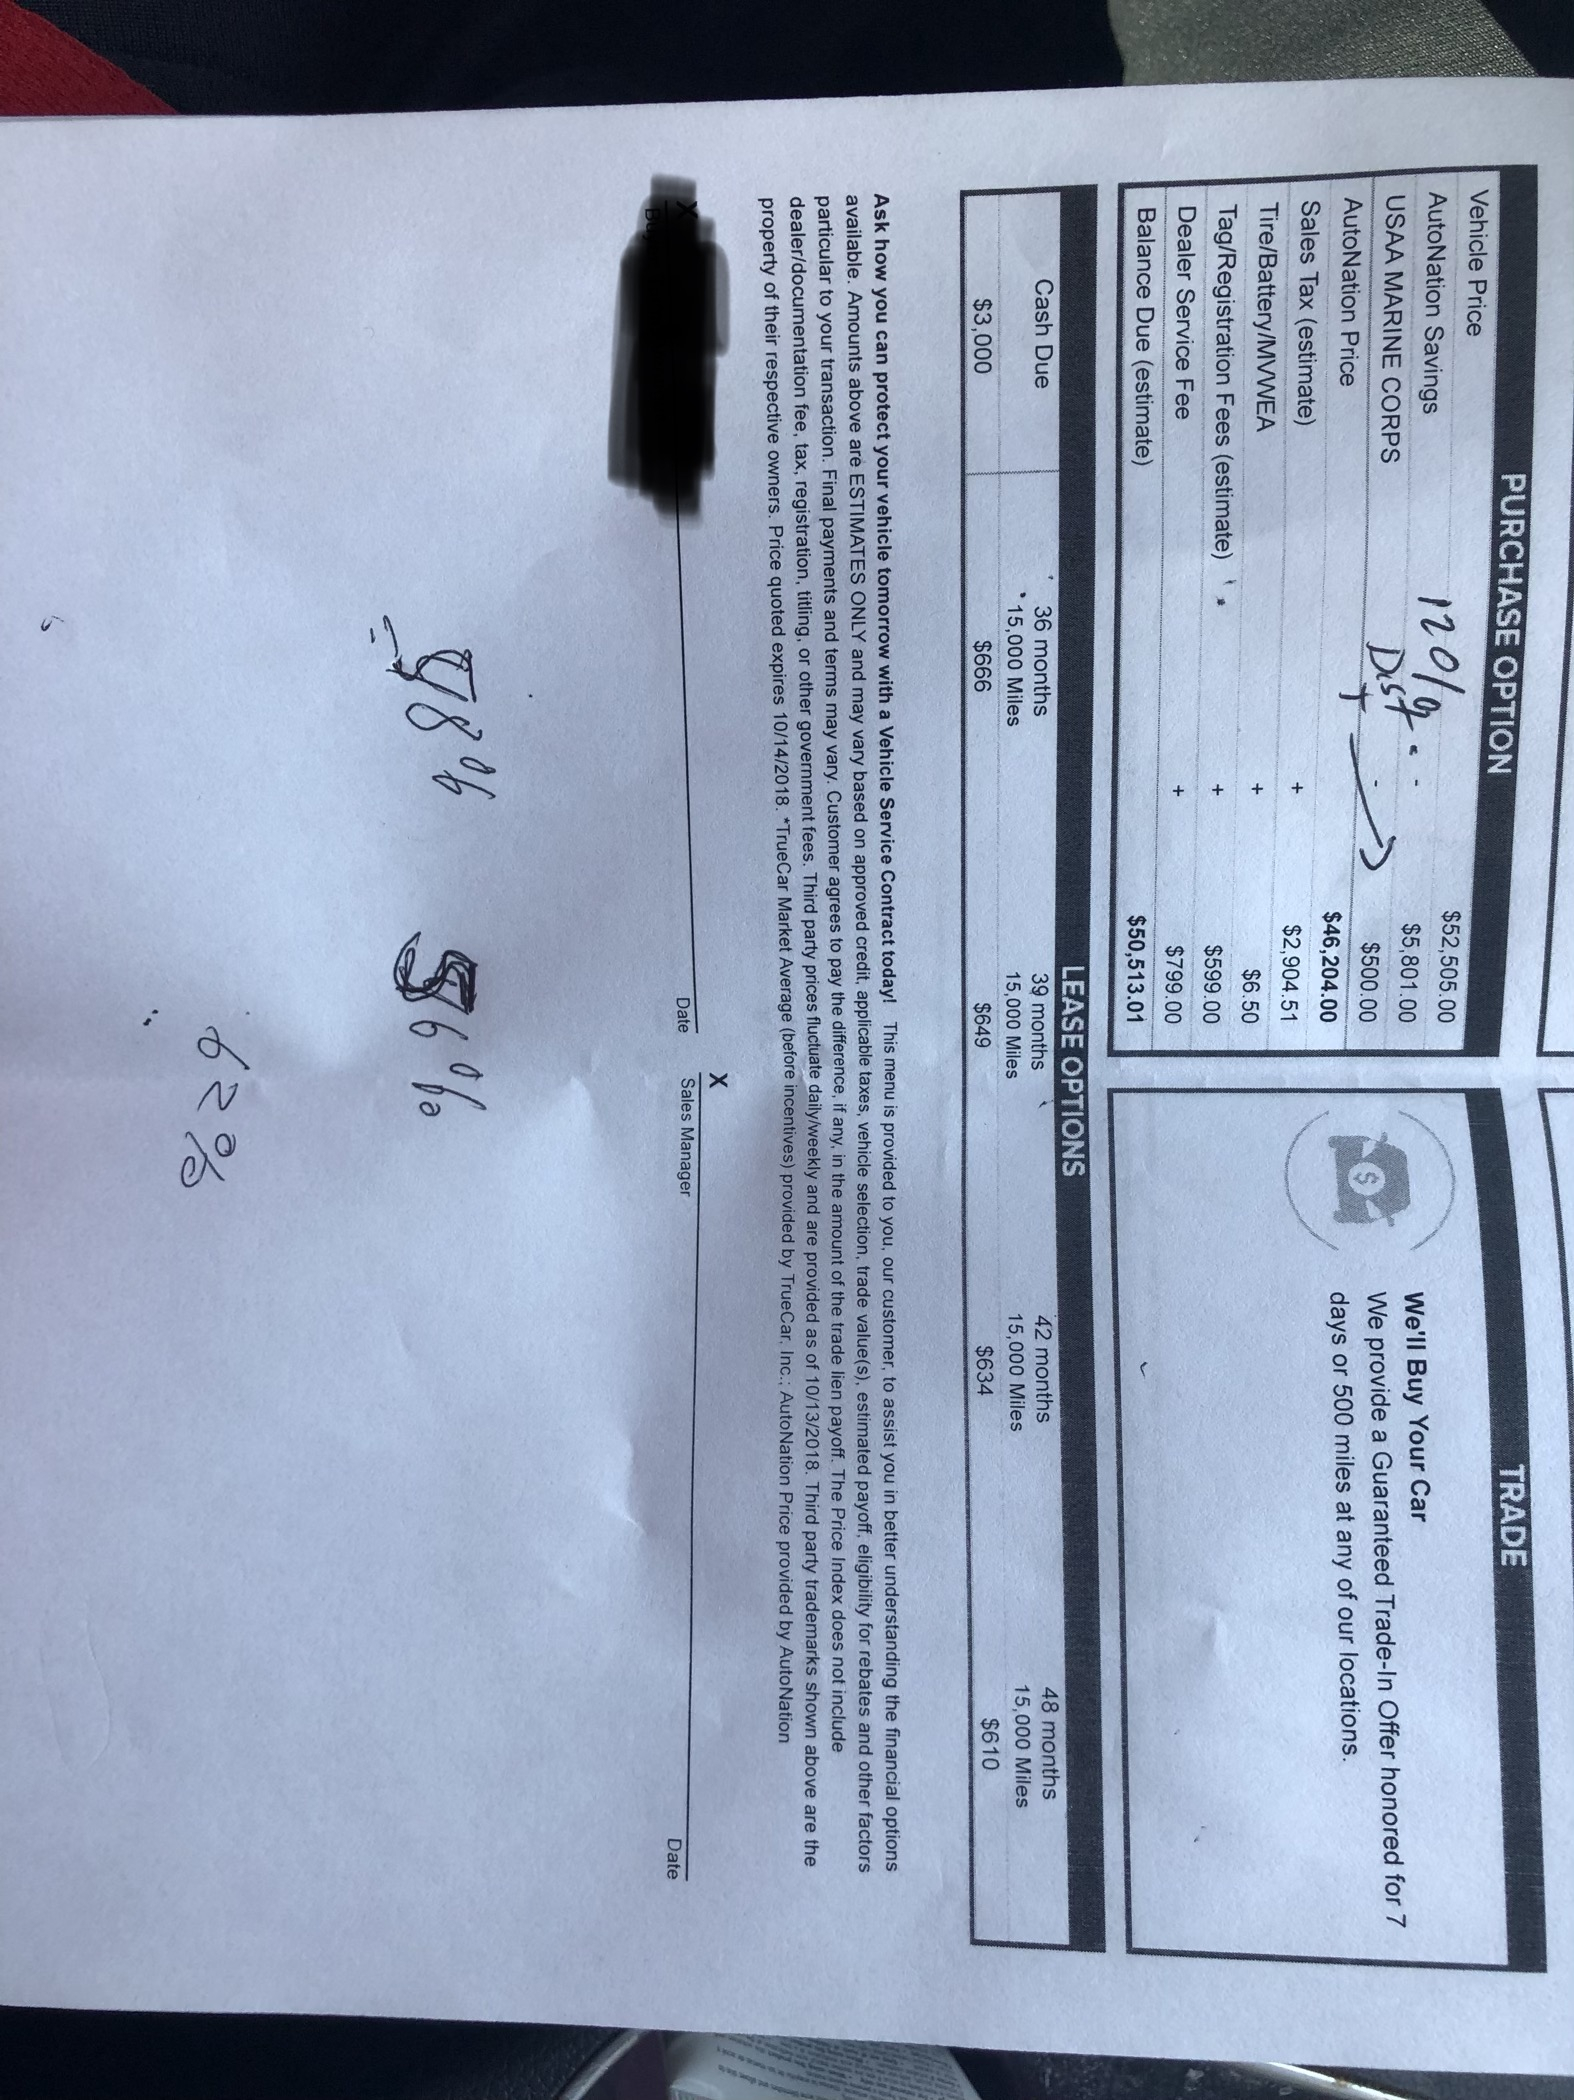 PURCHASE OPTION
Vehicle Price $52,505.00
AutoNation Savings $5,801.00
USAA MARINE CORPS $500.00
AutoNation Price $46,204.00
Sales Tax (estimate) + $2,904.51
Tire/Battery/MVWEA + $6.50
Tag/Registration Fees (estimate) + $599.00
Dealer Service Fee + $799.00
Balance Due (estimate) $50,513.01
12%
TRADE
$
We'll Buy Your Car
We provide a Guaranteed Trade-In Offer honored for 7
days or 500 miles at any of our locations.
LEASE OPTIONS
Cash Due 36 months 39 months 42 months 48 months
15,000 Miles 15,000 Miles 15,000 Miles 15,000 Miles
$3,000 $666 $649 $634 $610
Ask how you can protect your vehicle tomorrow with a Vehicle Service Contract today! This menu is provided to you, our customer, to assist you in better understanding the financial options
available. Amounts above are ESTIMATES ONLY and may vary based on approved credit, applicable taxes, vehicle selection, trade value(s), estimated payoff, eligibility for rebates and other factors
particular to your transaction. Final payments and terms may vary. Customer agrees to pay the difference, if any, in the amount of the trade lien payoff. The Price Index does not include
dealer/documentation fee, tax, registration, titling, or other government fees. Third party prices fluctuate daily/weekly and are provided as of 10/13/2018. Third party trademarks shown above are the
property of their respective owners. Price quoted expires 10/14/2018. *TrueCar Market Average (before incentives) provided by TrueCar, Inc.; AutoNation Price provided by AutoNation
X X
Date Sales Manager Date
58% 56%
62%